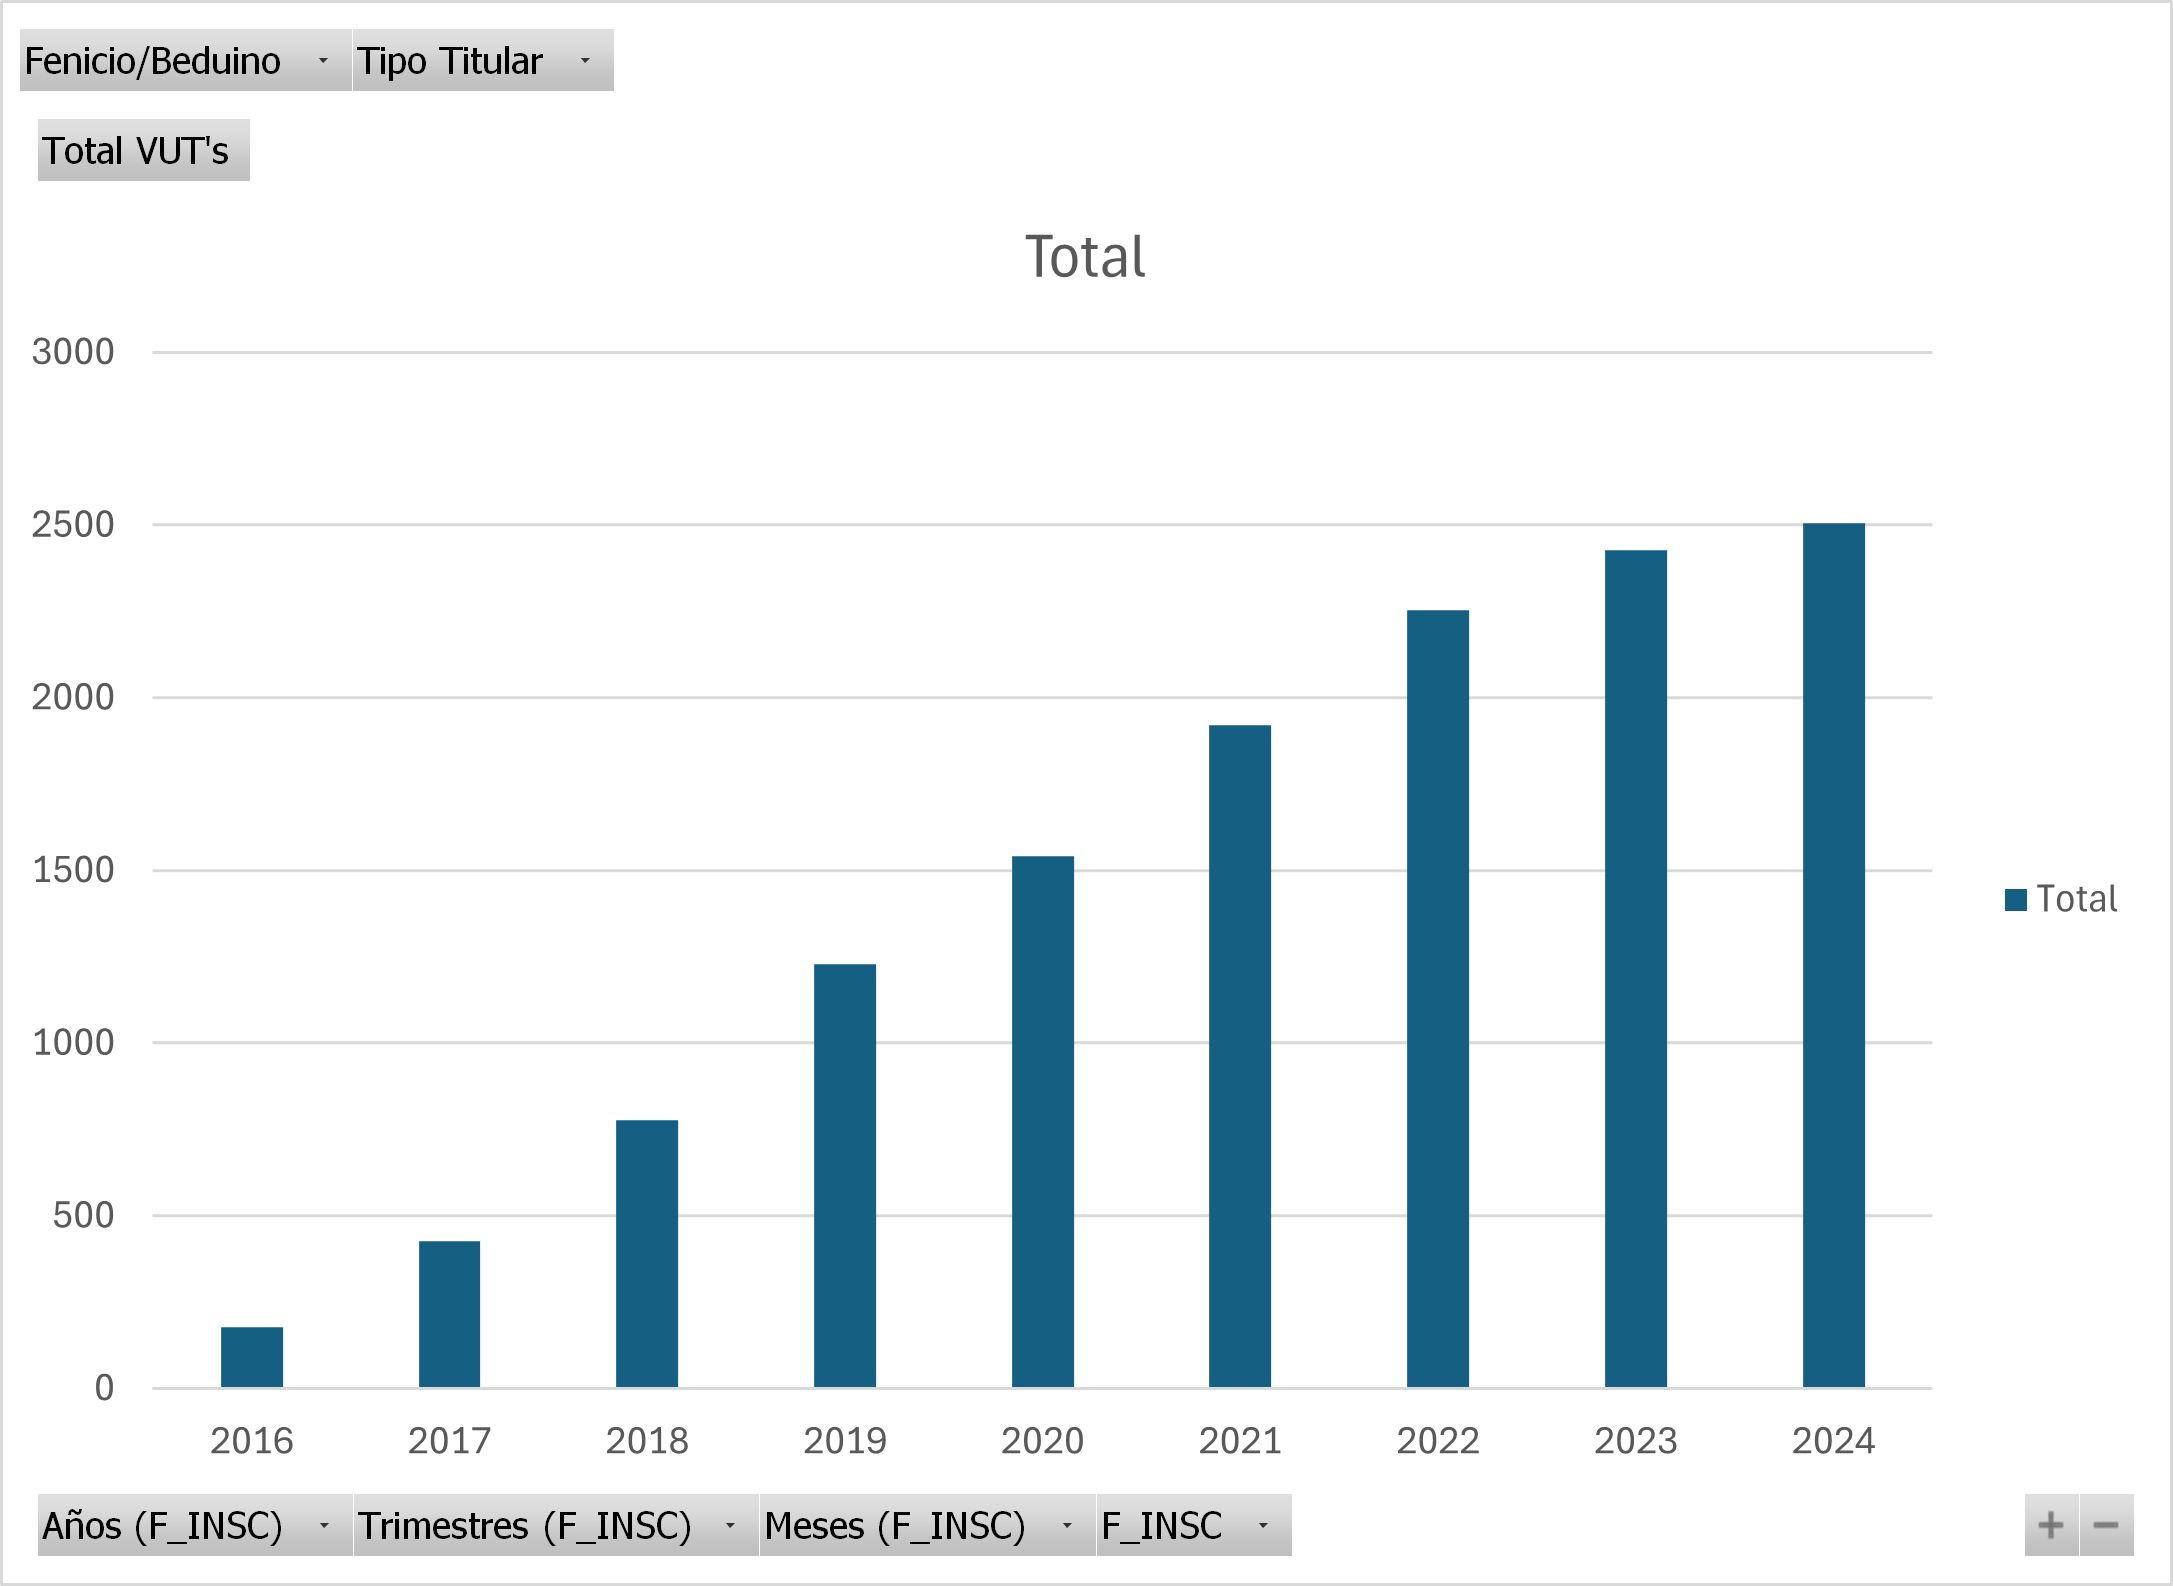 Fenicio/Beduino Tipo Titular
Total VUT's
Total
3000
2500
2000
1500
1000
500
0
Total
2016 2017 2018 2019 2020 2021 2022 2023 2024
Años (F_INSC) Trimestres (F_INSC) Meses (F_INSC) F_INSC + −